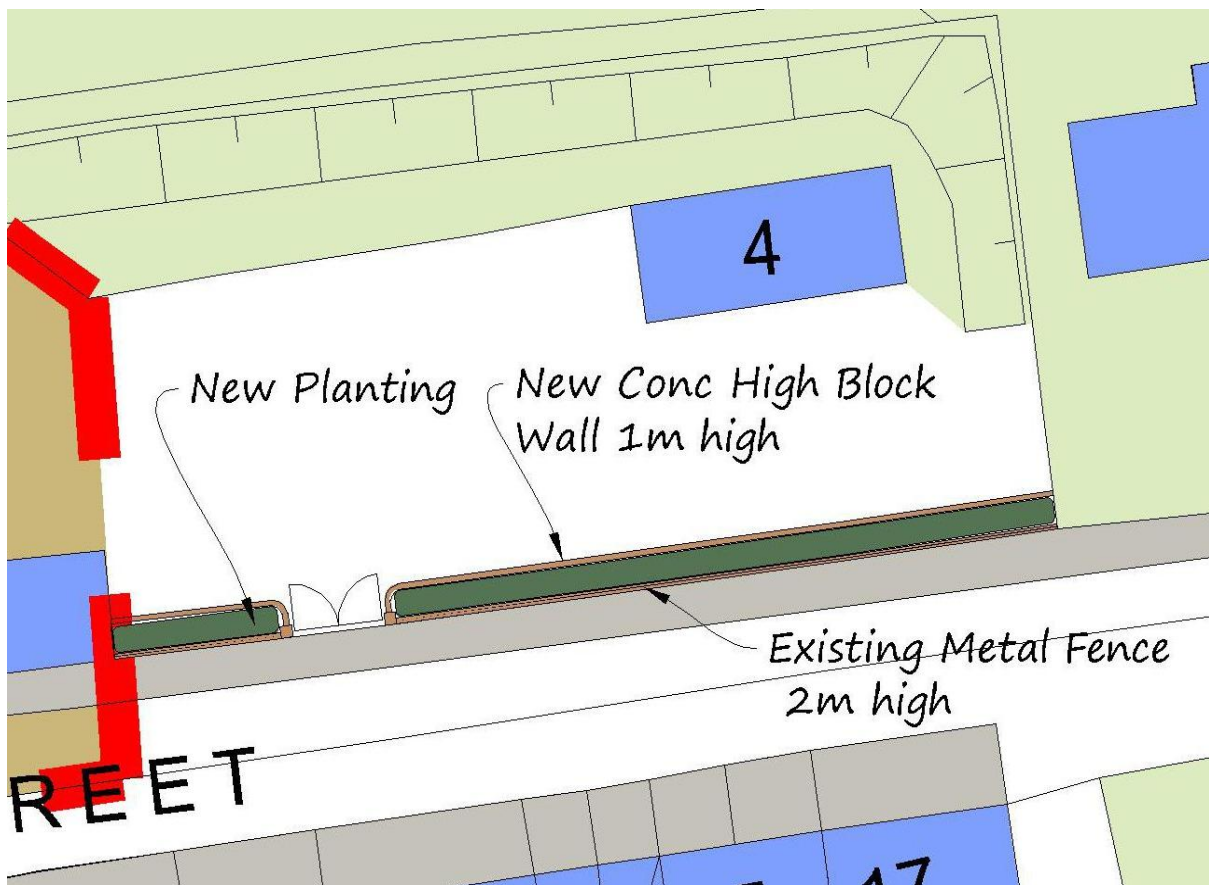 4
New Planting
New Conc High Block
Wall 1m high
Existing Metal Fence
2m high
REET
17